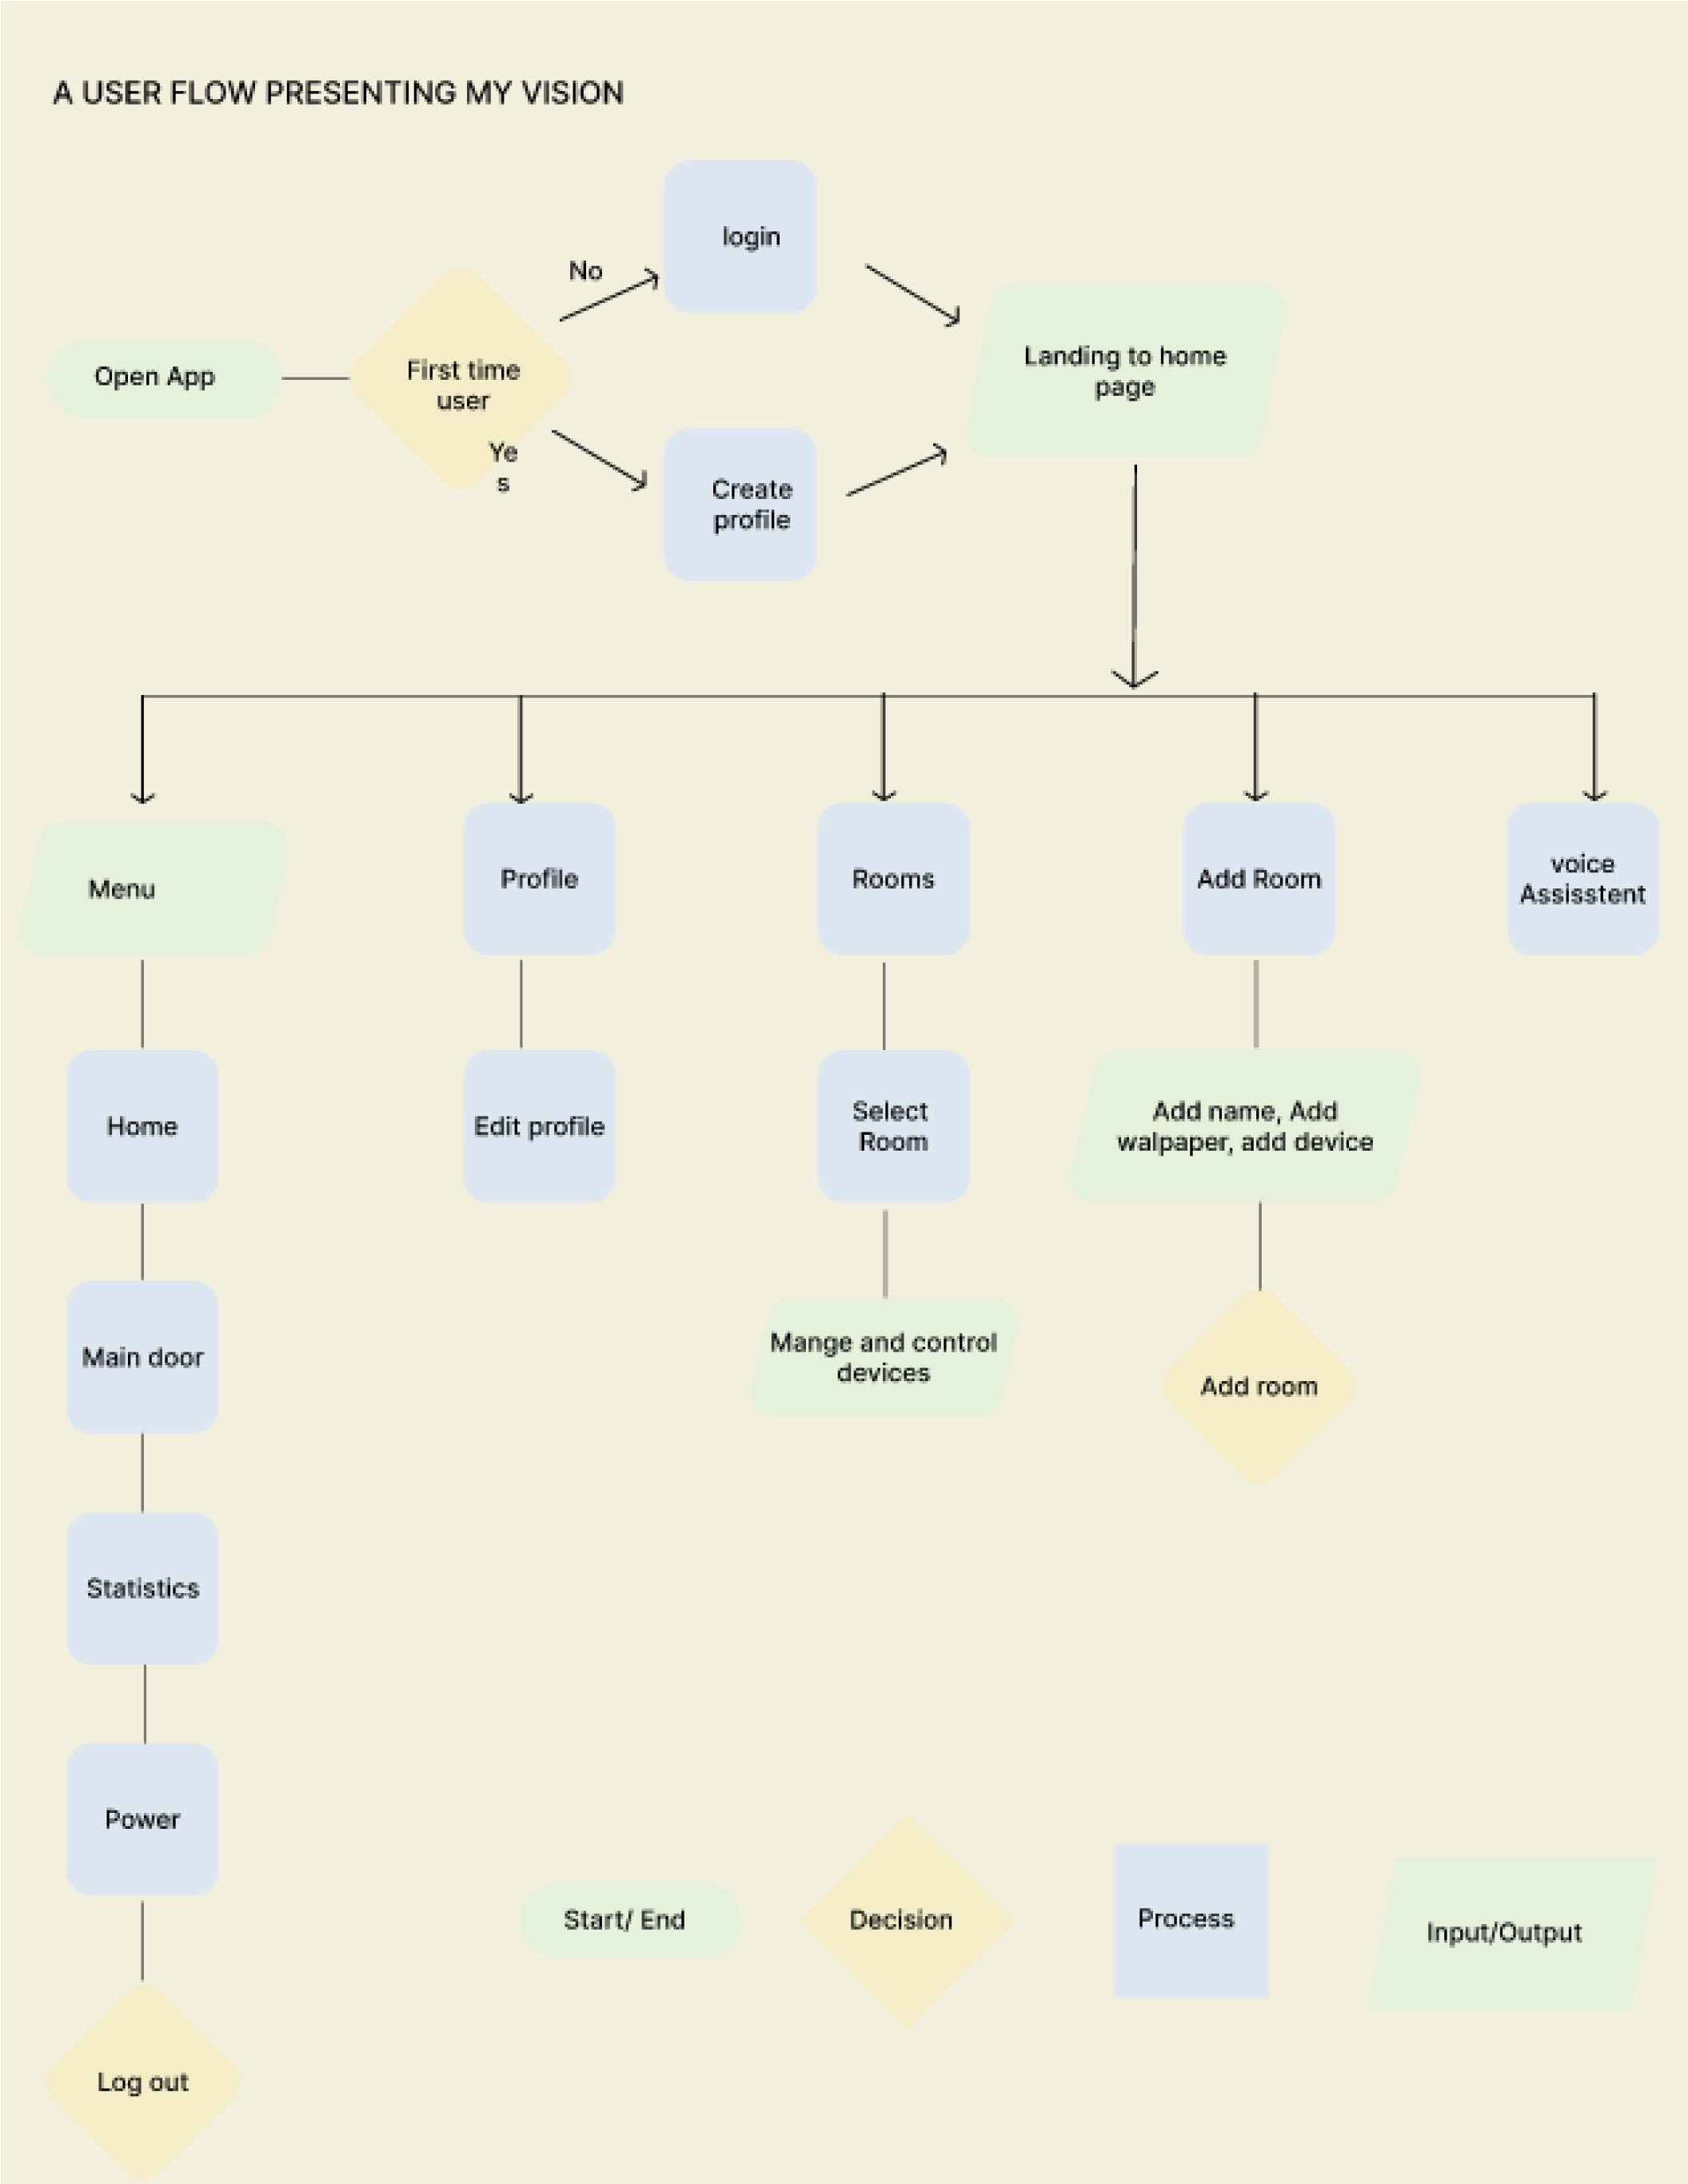 A USER FLOW PRESENTING MY VISION
login
No
Open App
First time
user
Ye
s
Create
profile
Landing to home
page
Menu
Profile
Rooms
Add Room
voice
Assisstent
Home
Edit profile
Select
Room
Add name, Add
walpaper, add device
Main door
Mange and control
devices
Add room
Statistics
Power
Start/ End
Decision
Process
Input/Output
Log out